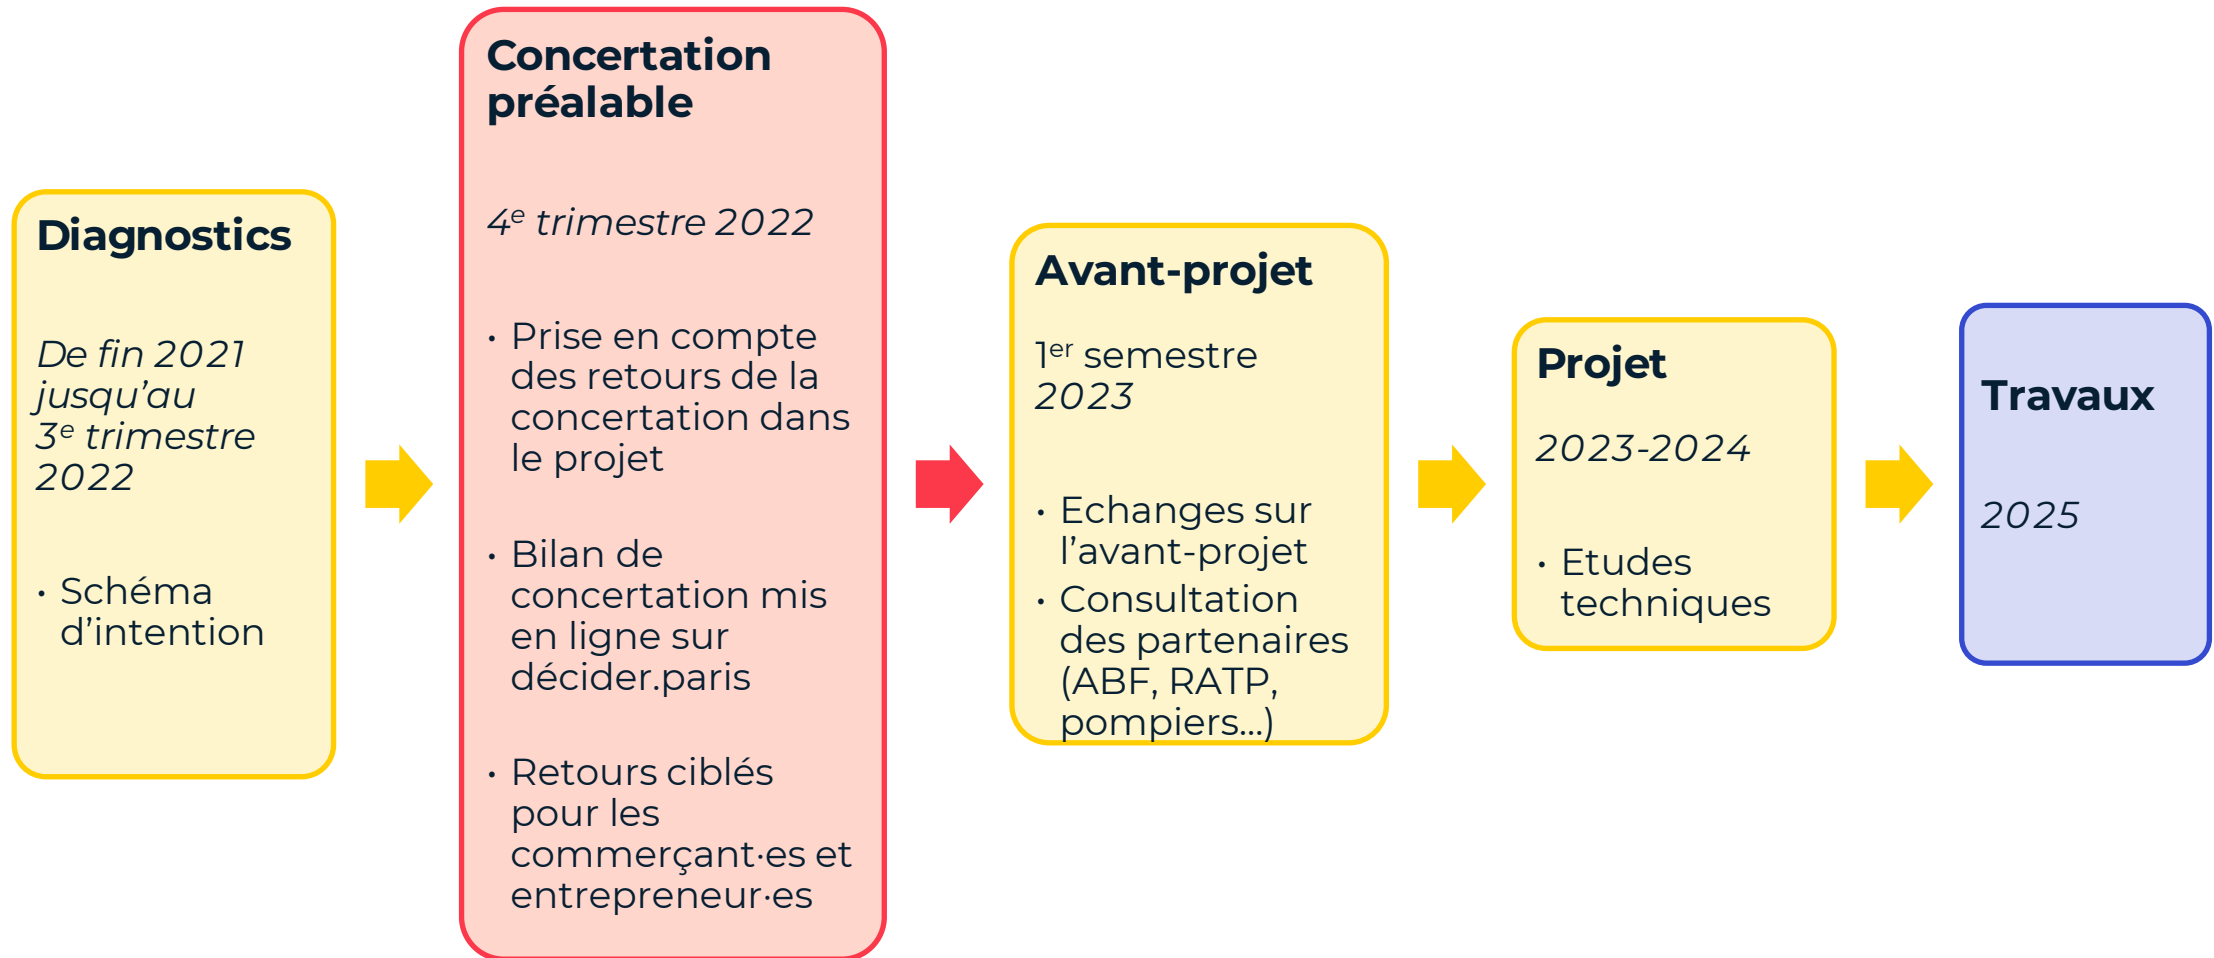 Diagnostics
De fin 2021
jusqu’au
3e trimestre
2022
• Schéma
d’intention
Concertation
préalable
4e trimestre 2022
• Prise en compte
des retours de la
concertation dans
le projet
• Bilan de
concertation mis
en ligne sur
décider.paris
• Retours ciblés
pour les
commerçant·es et
entrepreneur·es
Avant-projet
1er semestre
2023
• Echanges sur
l’avant-projet
• Consultation
des partenaires
(ABF, RATP,
pompiers…)
Projet
2023-2024
• Etudes
techniques
Travaux
2025